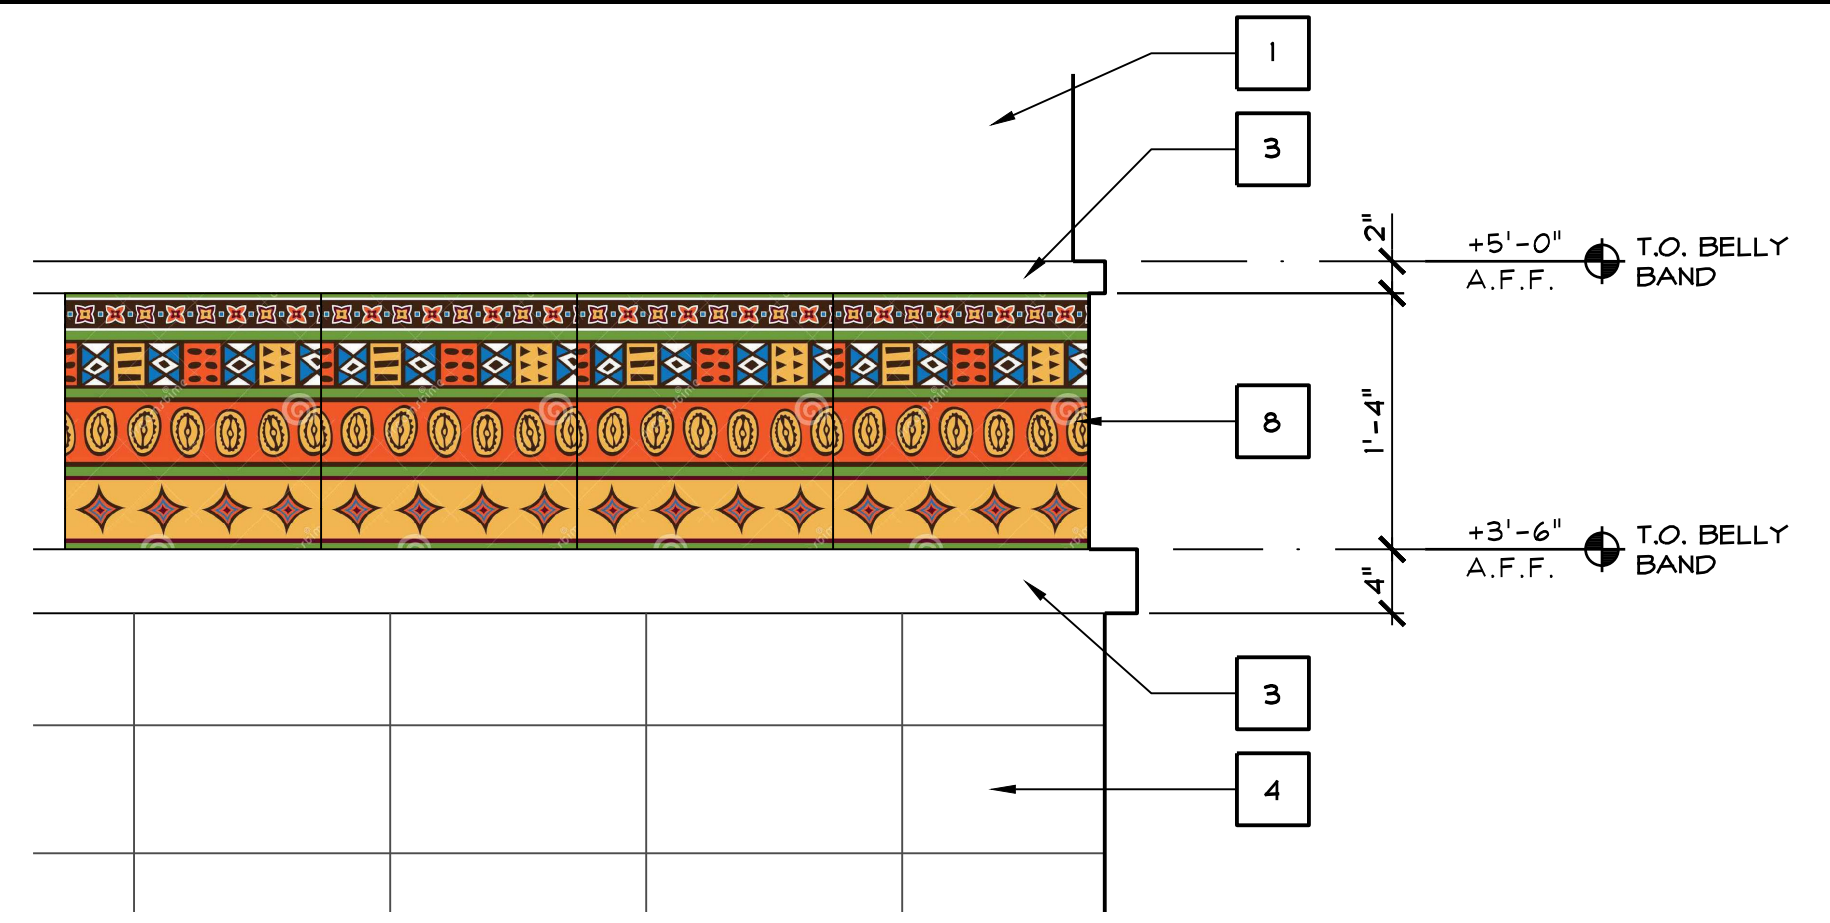 1
3
2"
+5'-0"
A.F.F.
T.O. BELLY
BAND
8
1'-4"
+3'-6"
A.F.F.
T.O. BELLY
BAND
4"
3
4